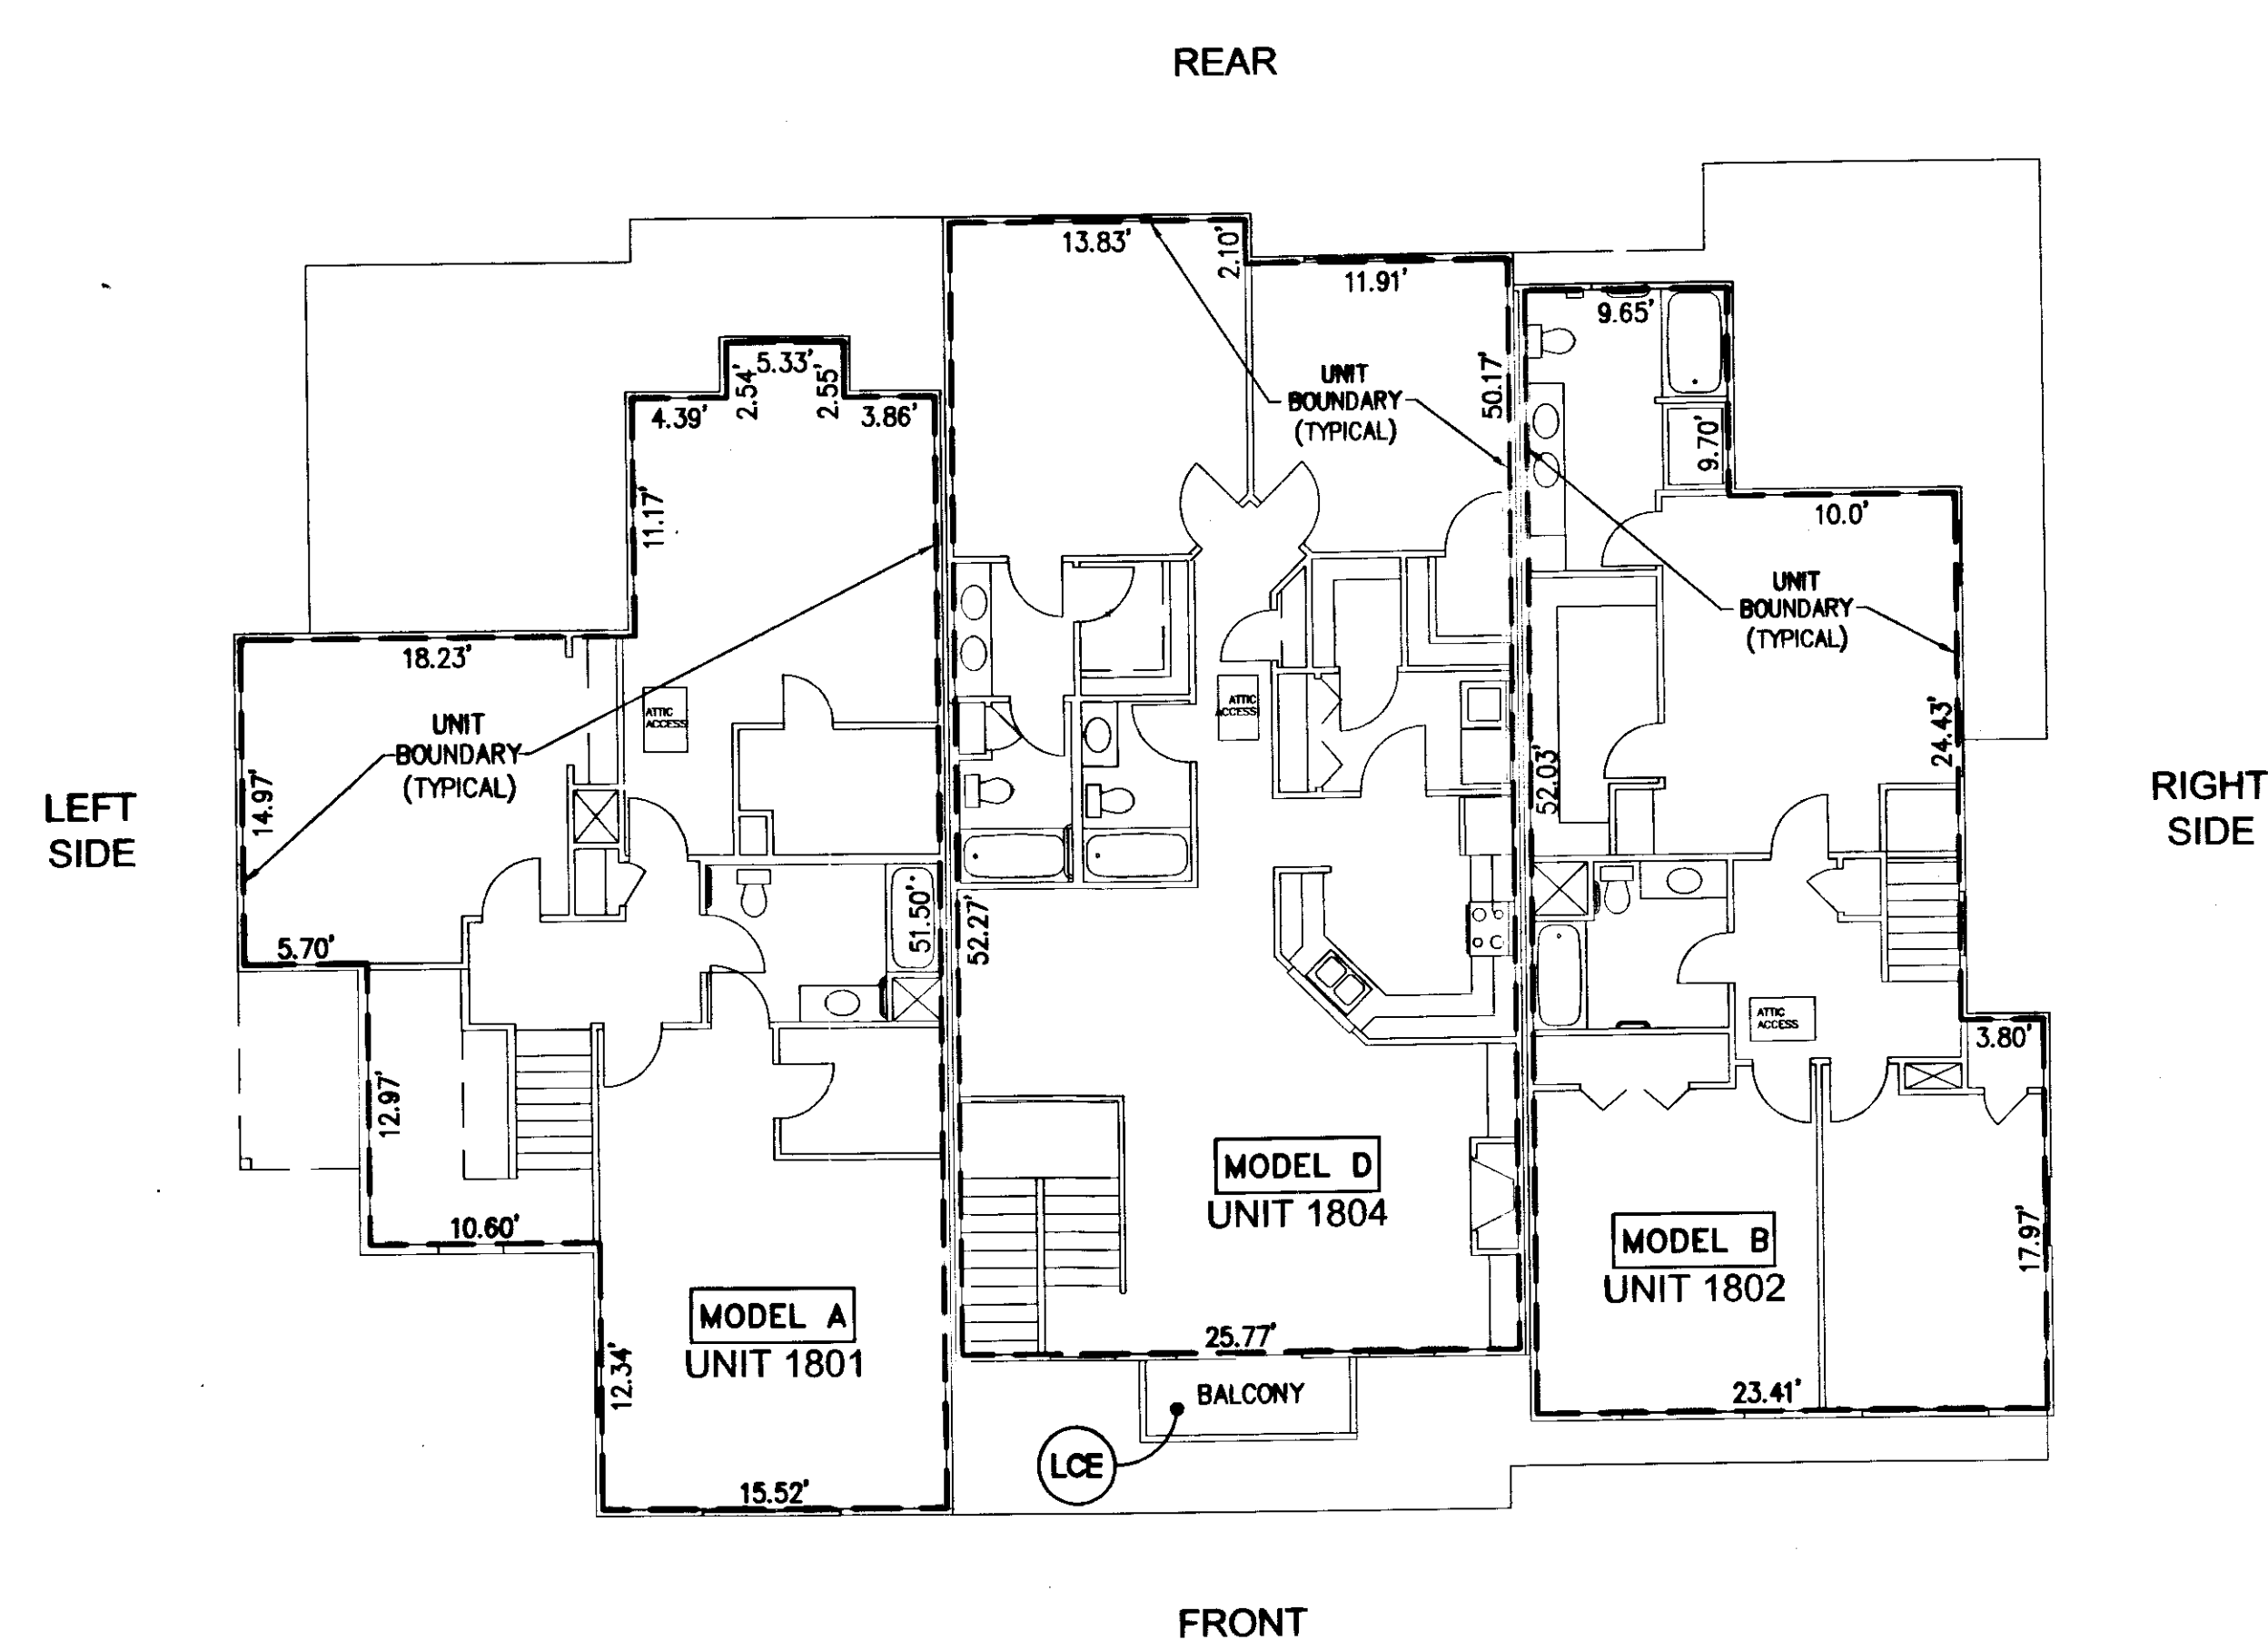 REAR
13.83'
2.10'
11.91'
9.65'
5.33'
2.54'
2.55'
4.39'
3.86'
50.17'
UNIT
BOUNDARY
(TYPICAL)
9.70'
11.17'
10.0'
UNIT
BOUNDARY
(TYPICAL)
18.23'
ATTIC
ACCESS
ATTIC
ACCESS
UNIT
BOUNDARY
(TYPICAL)
24.43'
52.03'
14.97'
LEFT
SIDE
RIGHT
SIDE
51.50'
52.27'
5.70'
ATTIC
ACCESS
3.80'
12.97'
MODEL D
UNIT 1804
10.60'
MODEL B
UNIT 1802
17.97'
MODEL A
UNIT 1801
25.77'
12.34'
BALCONY
23.41'
LCE
15.52'
FRONT